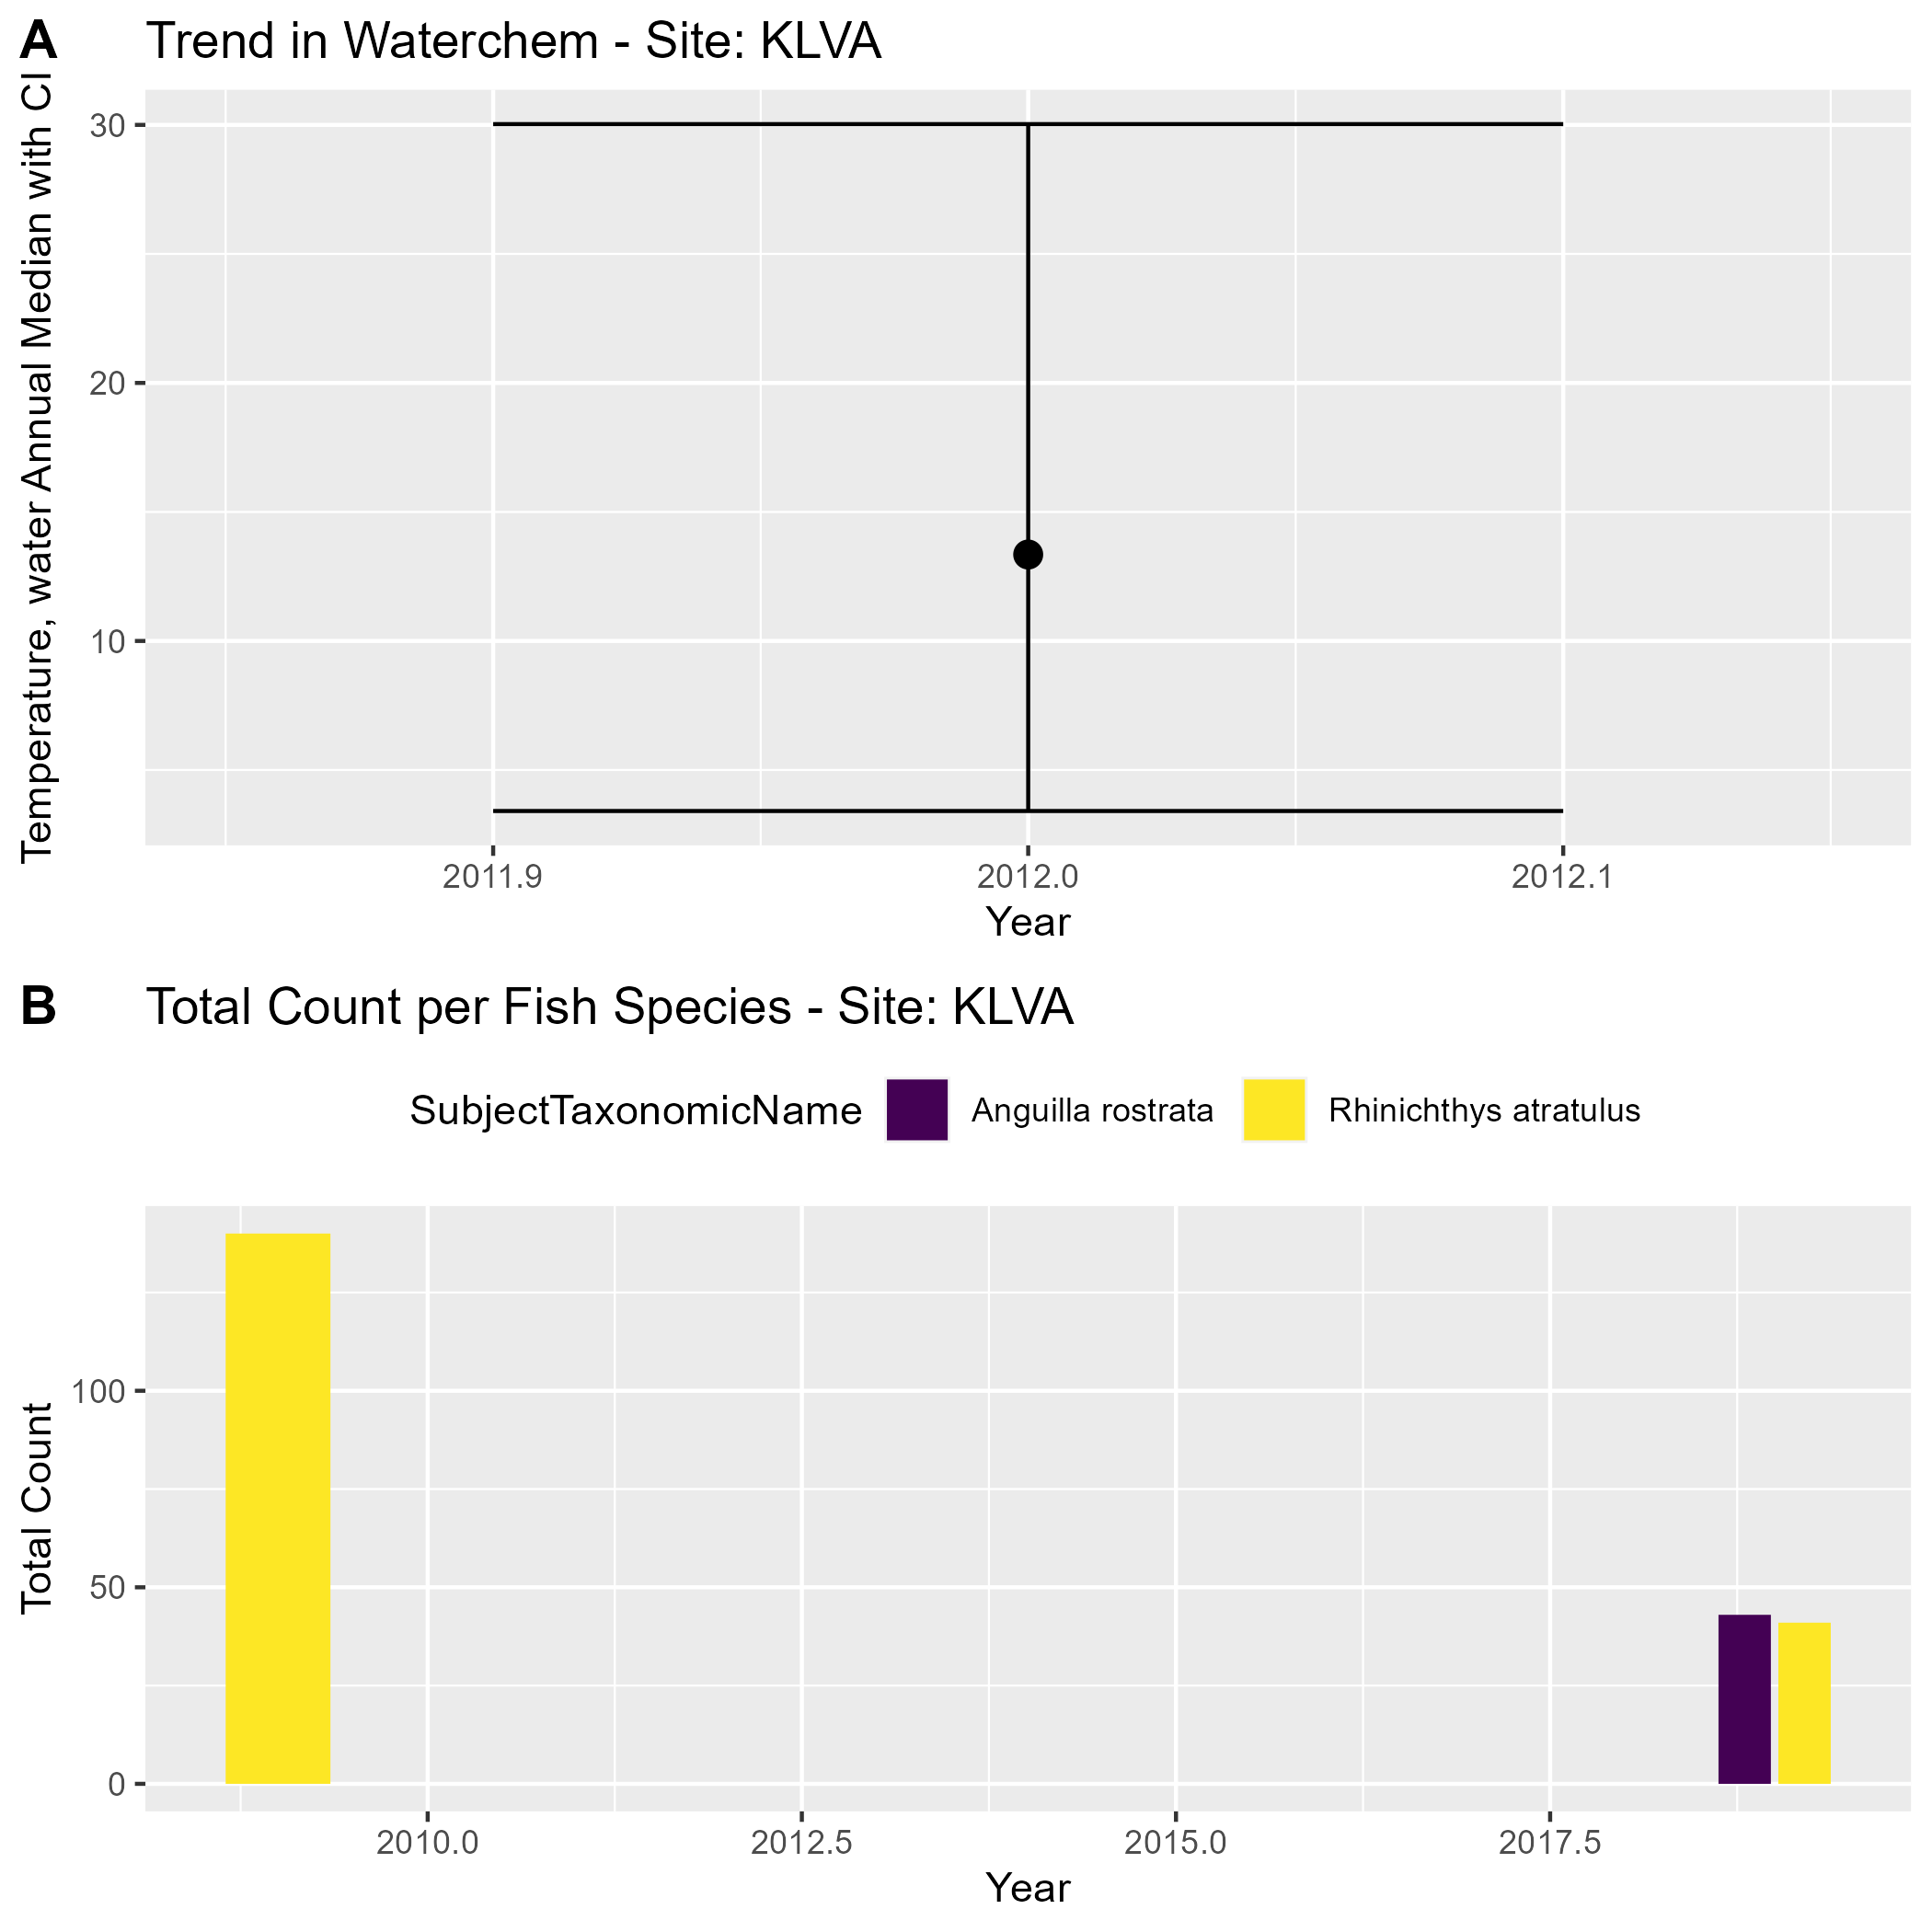 A
Trend in Waterchem - Site: KLVA
Temperature, water Annual Median with CI
30
20
10
2011.9
2012.0
2012.1
Year
B
Total Count per Fish Species - Site: KLVA
SubjectTaxonomicName
Anguilla rostrata
Rhinichthys atratulus
Total Count
100
50
0
2010.0
2012.5
2015.0
2017.5
Year